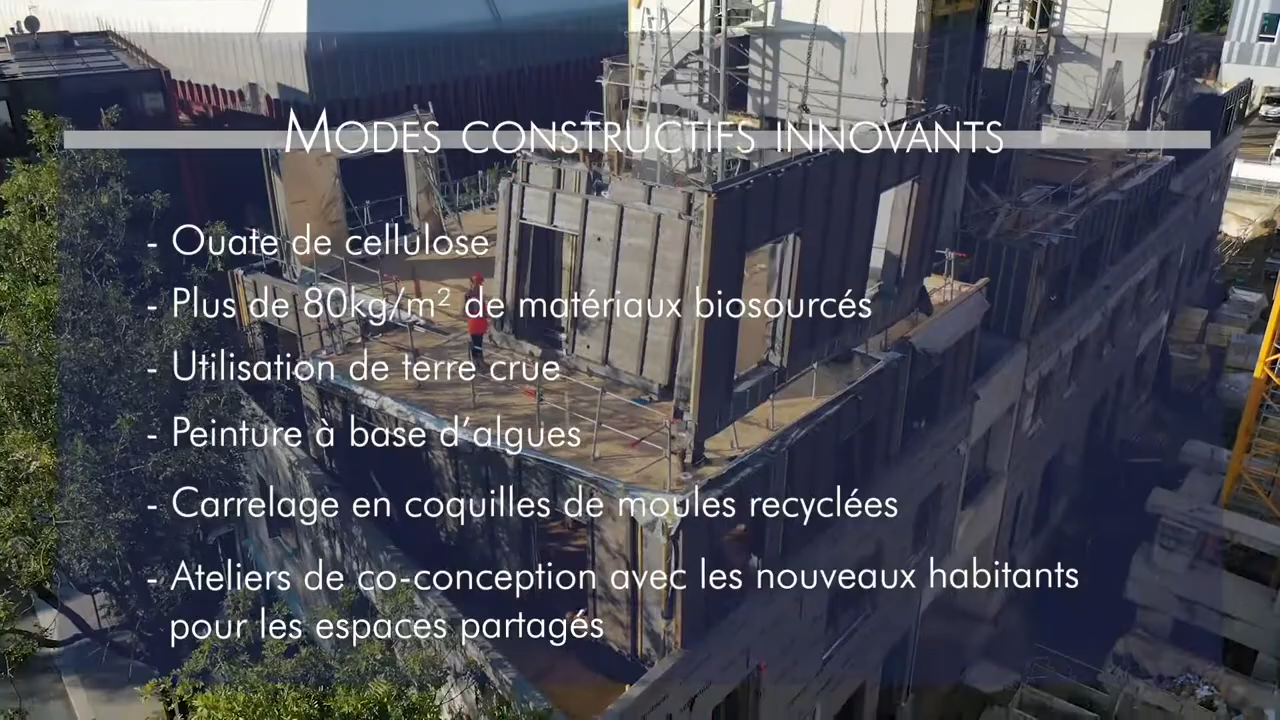 Modes constructifs innovants
- Ouate de cellulose
- Plus de 80kg/m² de matériaux biosourcés
- Utilisation de terre crue
- Peinture à base d’algues
- Carrelage en coquilles de moules recyclées
- Ateliers de co-conception avec les nouveaux habitants
pour les espaces partagés